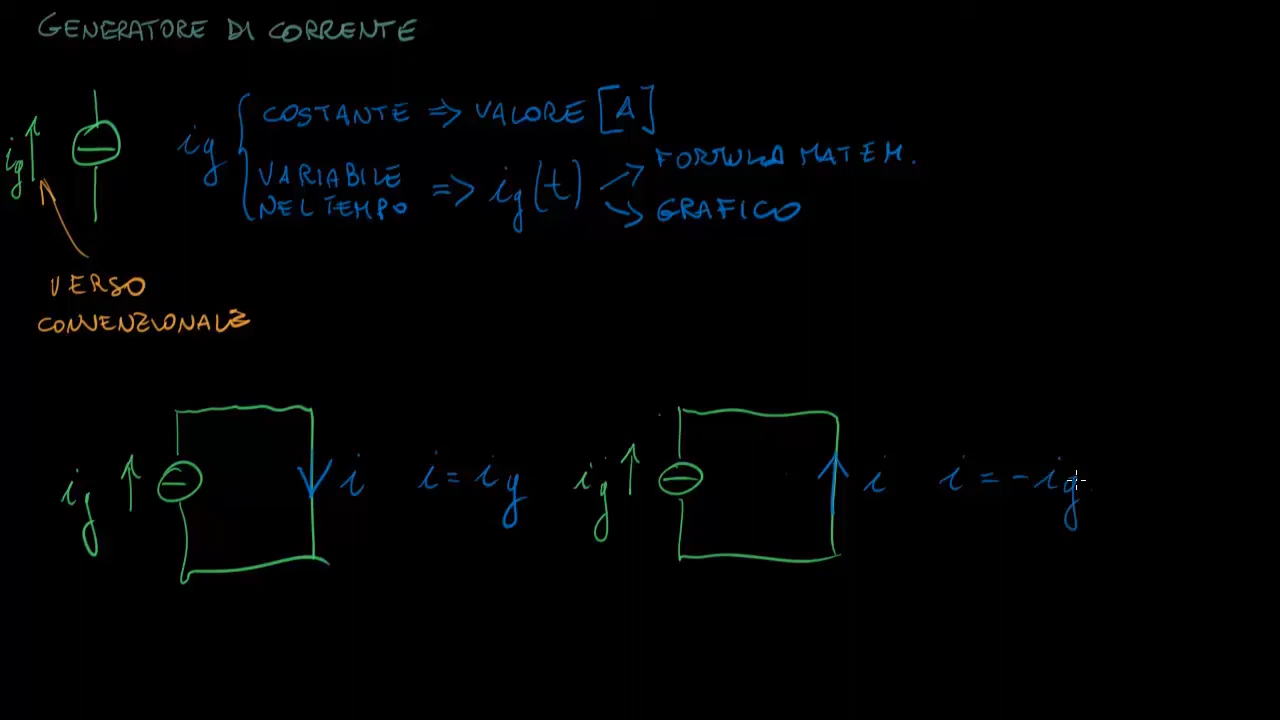 GENERATORE DI CORRENTE
ig
ig
COSTANTE => VALORE [A]
VARIABILE
NEL TEMPO
=> ig(t)
FORMULA MATEM.
GRAFICO
VERSO
CONVENZIONALE
ig
i
i = ig
ig
i
i = -ig